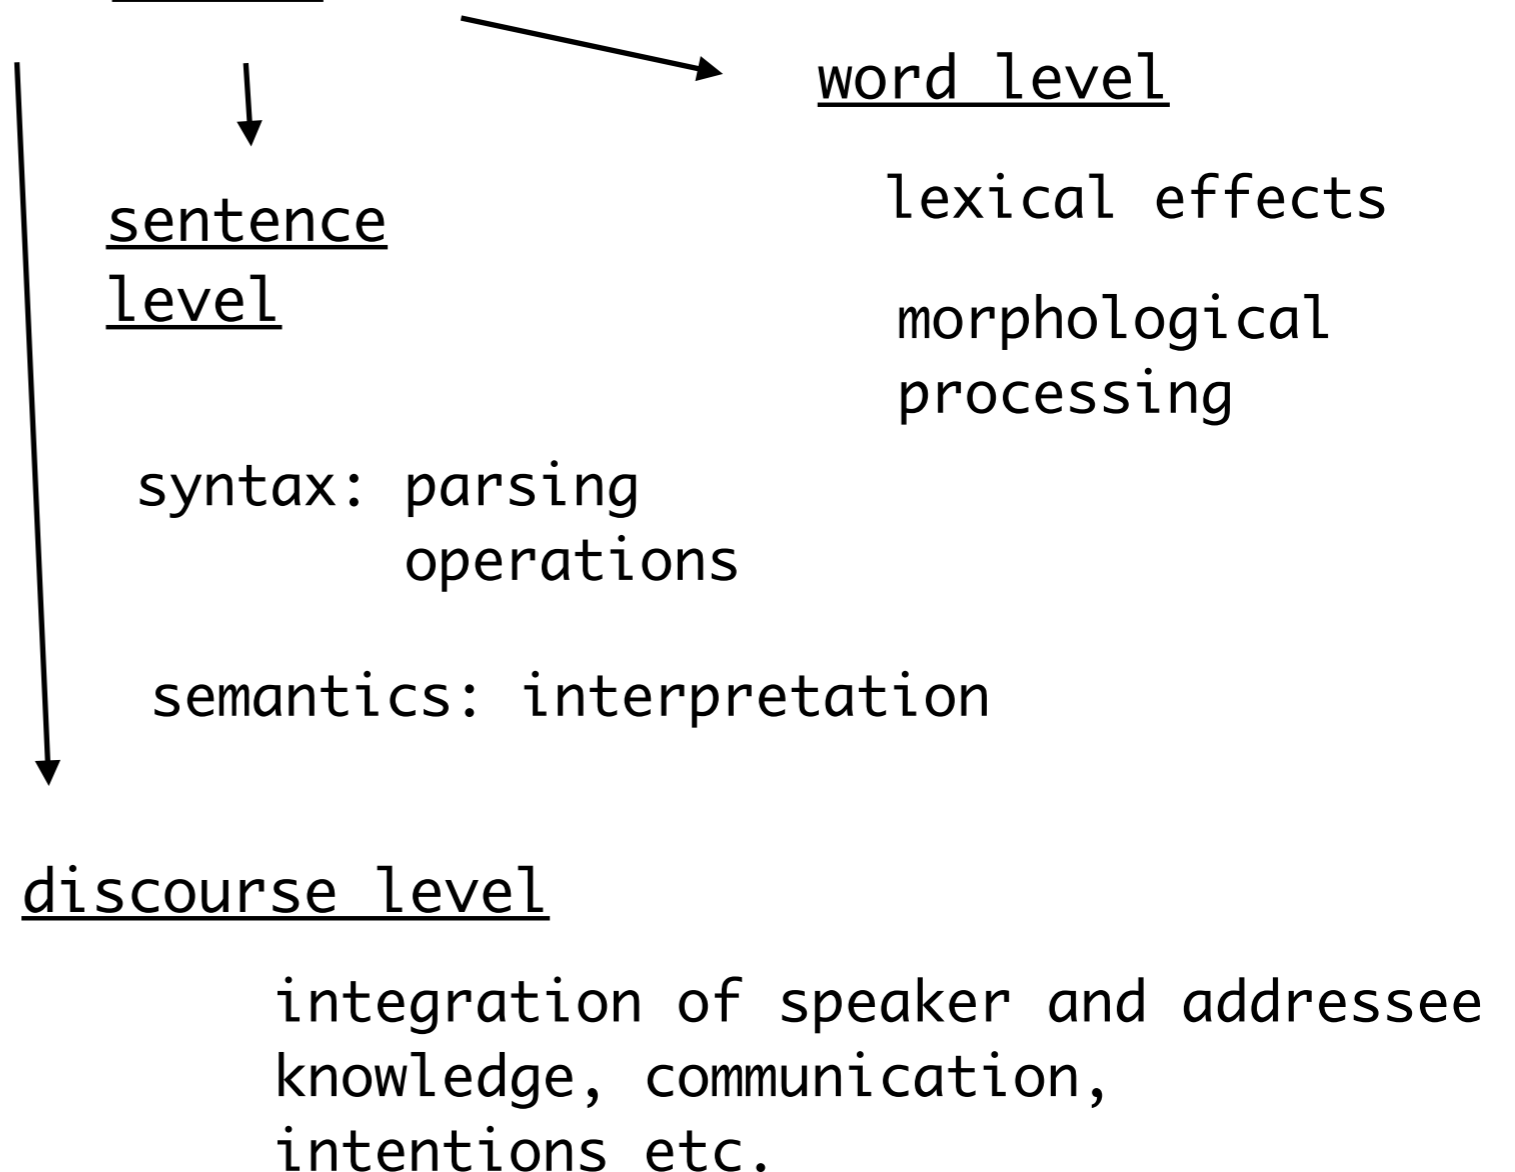 word level
lexical effects
morphological
processing
sentence
level
syntax: parsing
operations
semantics: interpretation
discourse level
integration of speaker and addressee
knowledge, communication,
intentions etc.